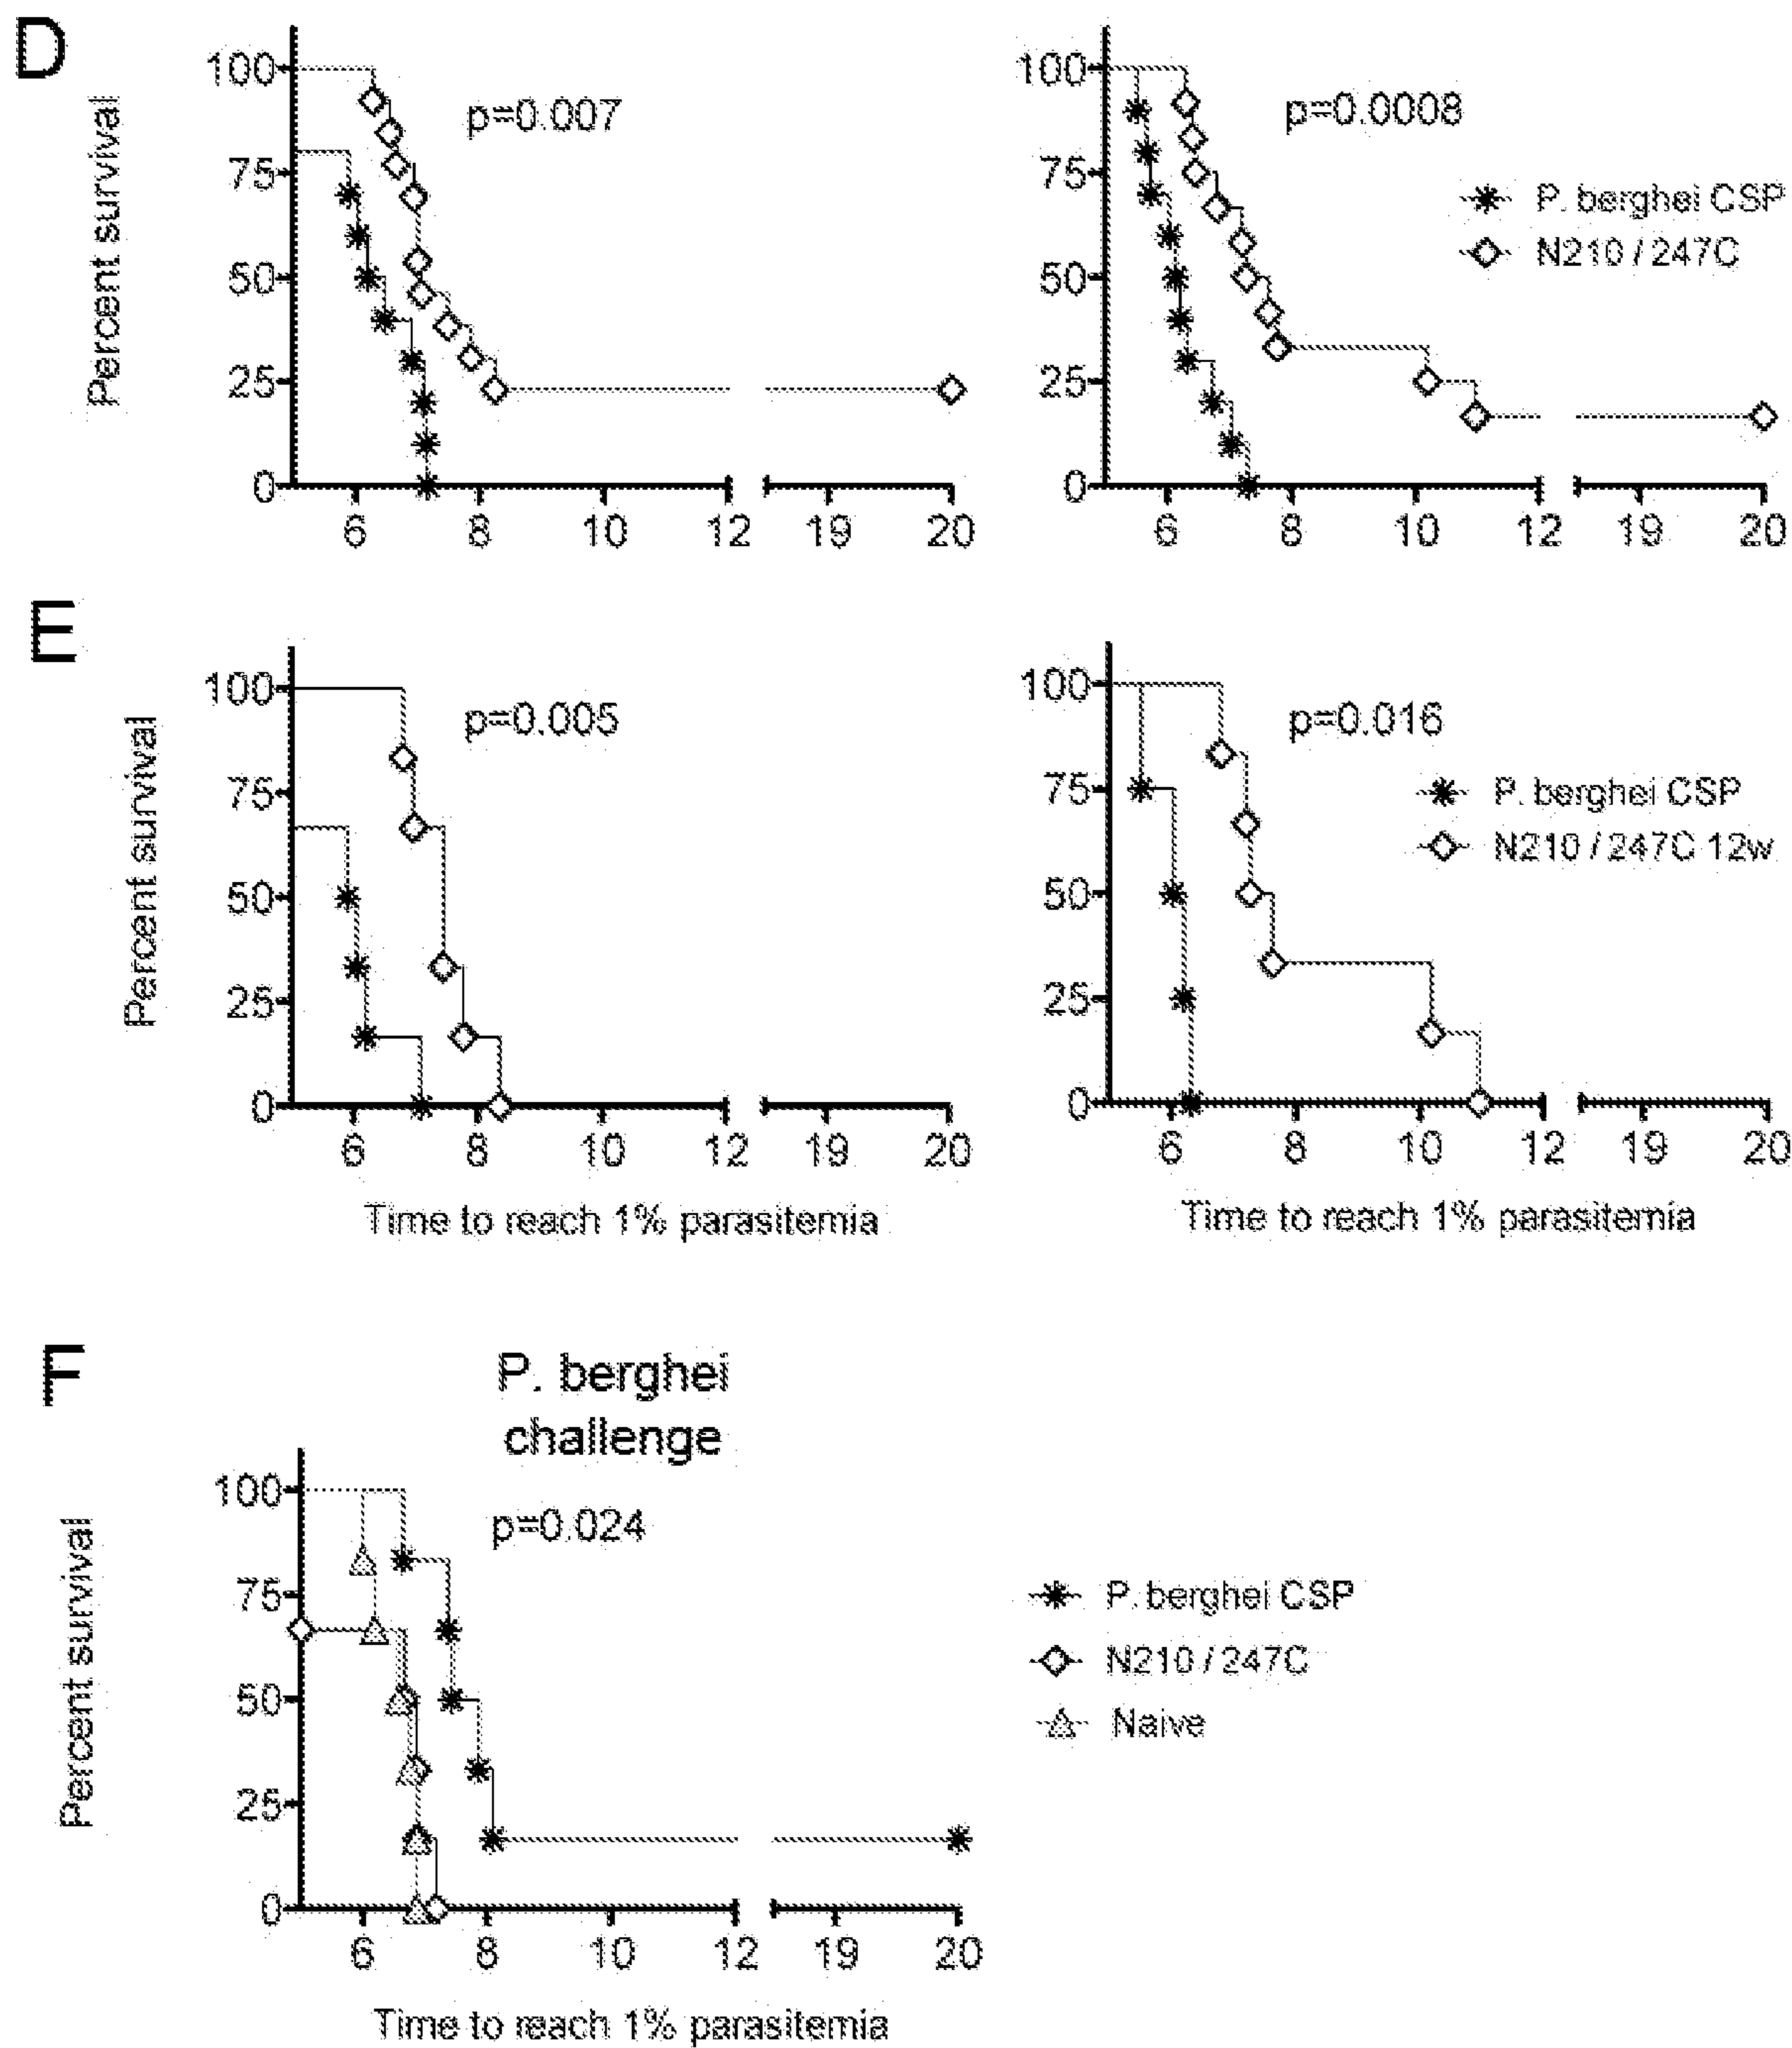 D
Percent survival
100
75
50
25
0
p=0.007
6 8 10 12 19 20
100
75
50
25
0
p=0.0008
P. berghei CSP
N210 / 247C
6 8 10 12 19 20
E
Percent survival
100
75
50
25
0
p=0.005
6 8 10 12 19 20
Time to reach 1% parasitemia
100
75
50
25
0
p=0.016
P. berghei CSP
N210 / 247C 12w
6 8 10 12 19 20
Time to reach 1% parasitemia
F
P. berghei
challenge
Percent survival
100
75
50
25
0
p=0.024
P. berghei CSP
N210 / 247C
Naive
6 8 10 12 19 20
Time to reach 1% parasitemia